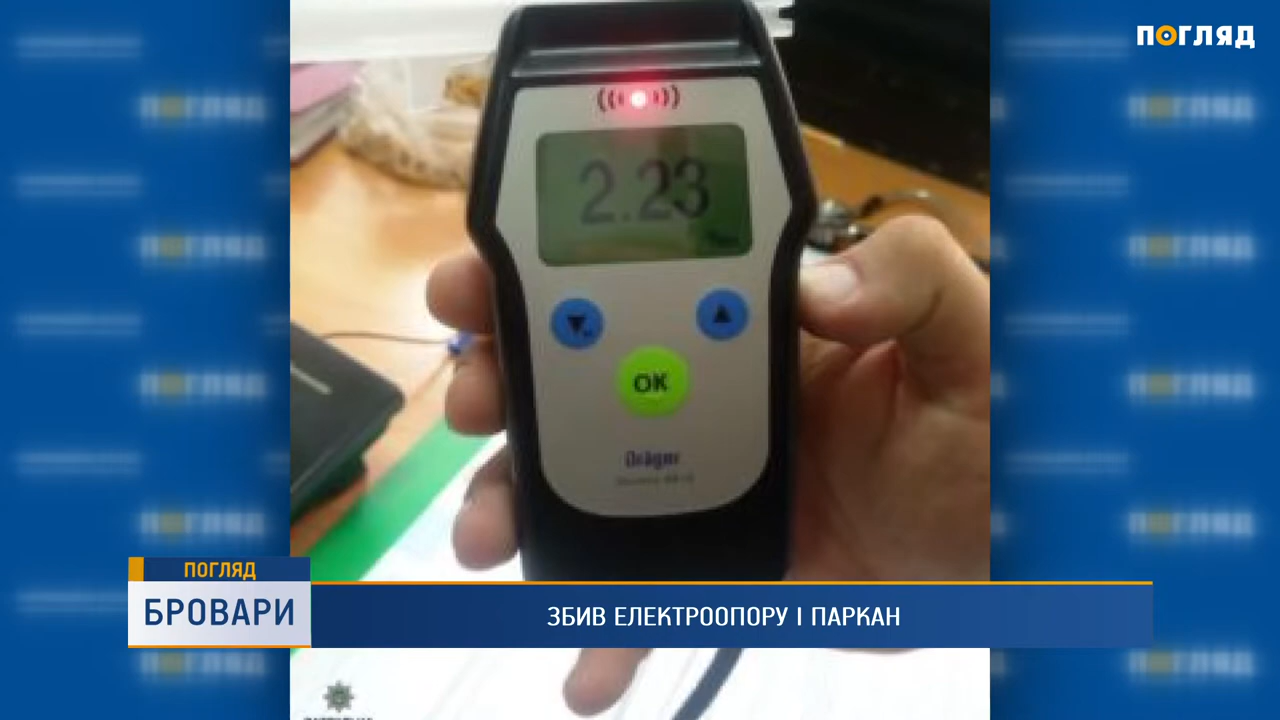 ПОГЛЯД
2.23
OK
Dräger
ПОГЛЯД
БРОВАРИ
ЗБИВ ЕЛЕКТРООПОРУ І ПАРКАН